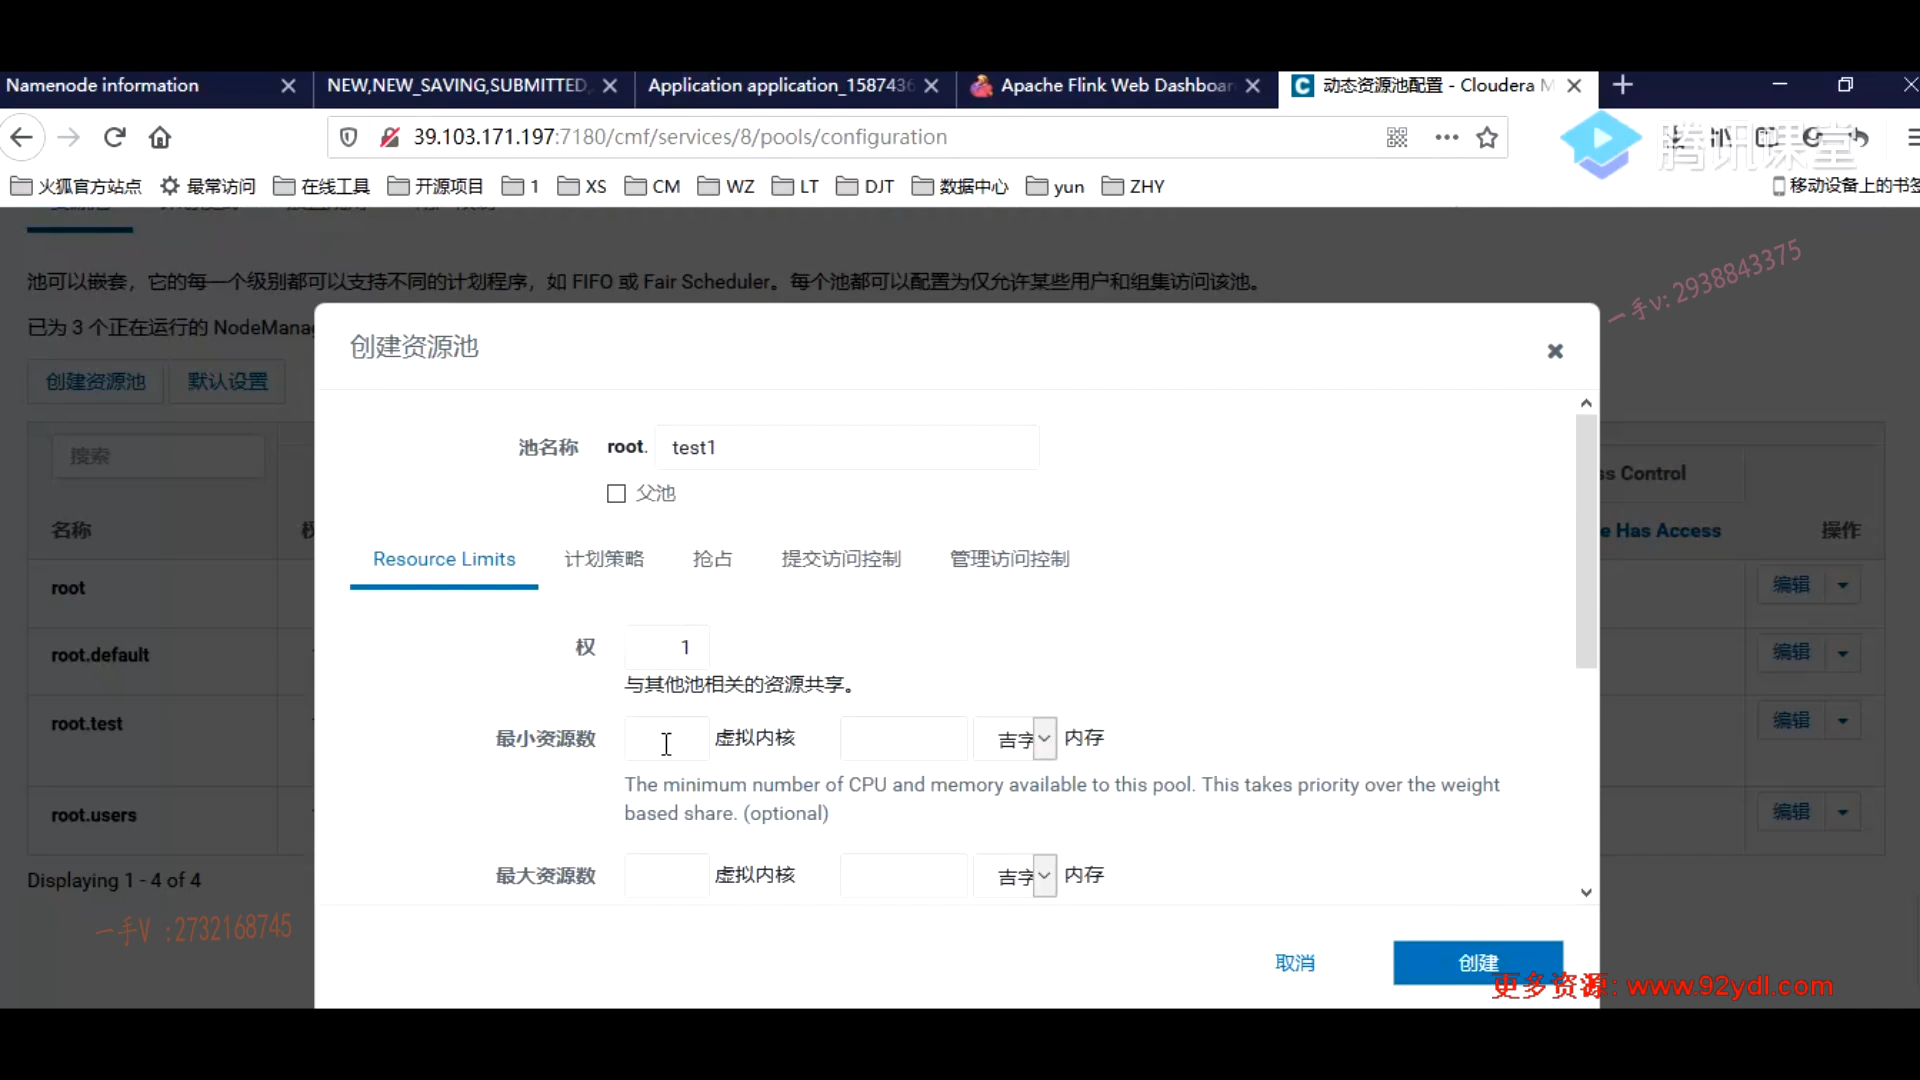 Namenode information
NEW,NEW_SAVING,SUBMITTED,
Application application_1587436
Apache Flink Web Dashboar
动态资源池配置 - Cloudera M
39.103.171.197:7180/cmf/services/8/pools/configuration
腾讯课堂
火狐官方站点 最常访问 在线工具 开源项目 1 XS CM WZ LT DJT 数据中心 yun ZHY 移动设备上的书签
池可以嵌套，它的每一个级别都可以支持不同的计划程序，如 FIFO 或 Fair Scheduler。每个池都可以配置为仅允许某些用户和组集访问该池。
一手v: 2938843375
已为 3 个正在运行的 NodeMana
创建资源池 默认设置
搜索
名称 权
root
root.default
root.test
root.users
Displaying 1 - 4 of 4
一手V :2732168745
创建资源池
池名称 root. test1
父池
Resource Limits 计划策略 抢占 提交访问控制 管理访问控制
权 1
与其他池相关的资源共享。
最小资源数 虚拟内核 吉字 内存
The minimum number of CPU and memory available to this pool. This takes priority over the weight
based share. (optional)
最大资源数 虚拟内核 吉字 内存
取消 创建
ss Control
e Has Access 操作
编辑
编辑
编辑
编辑
更多资源: www.92ydl.com